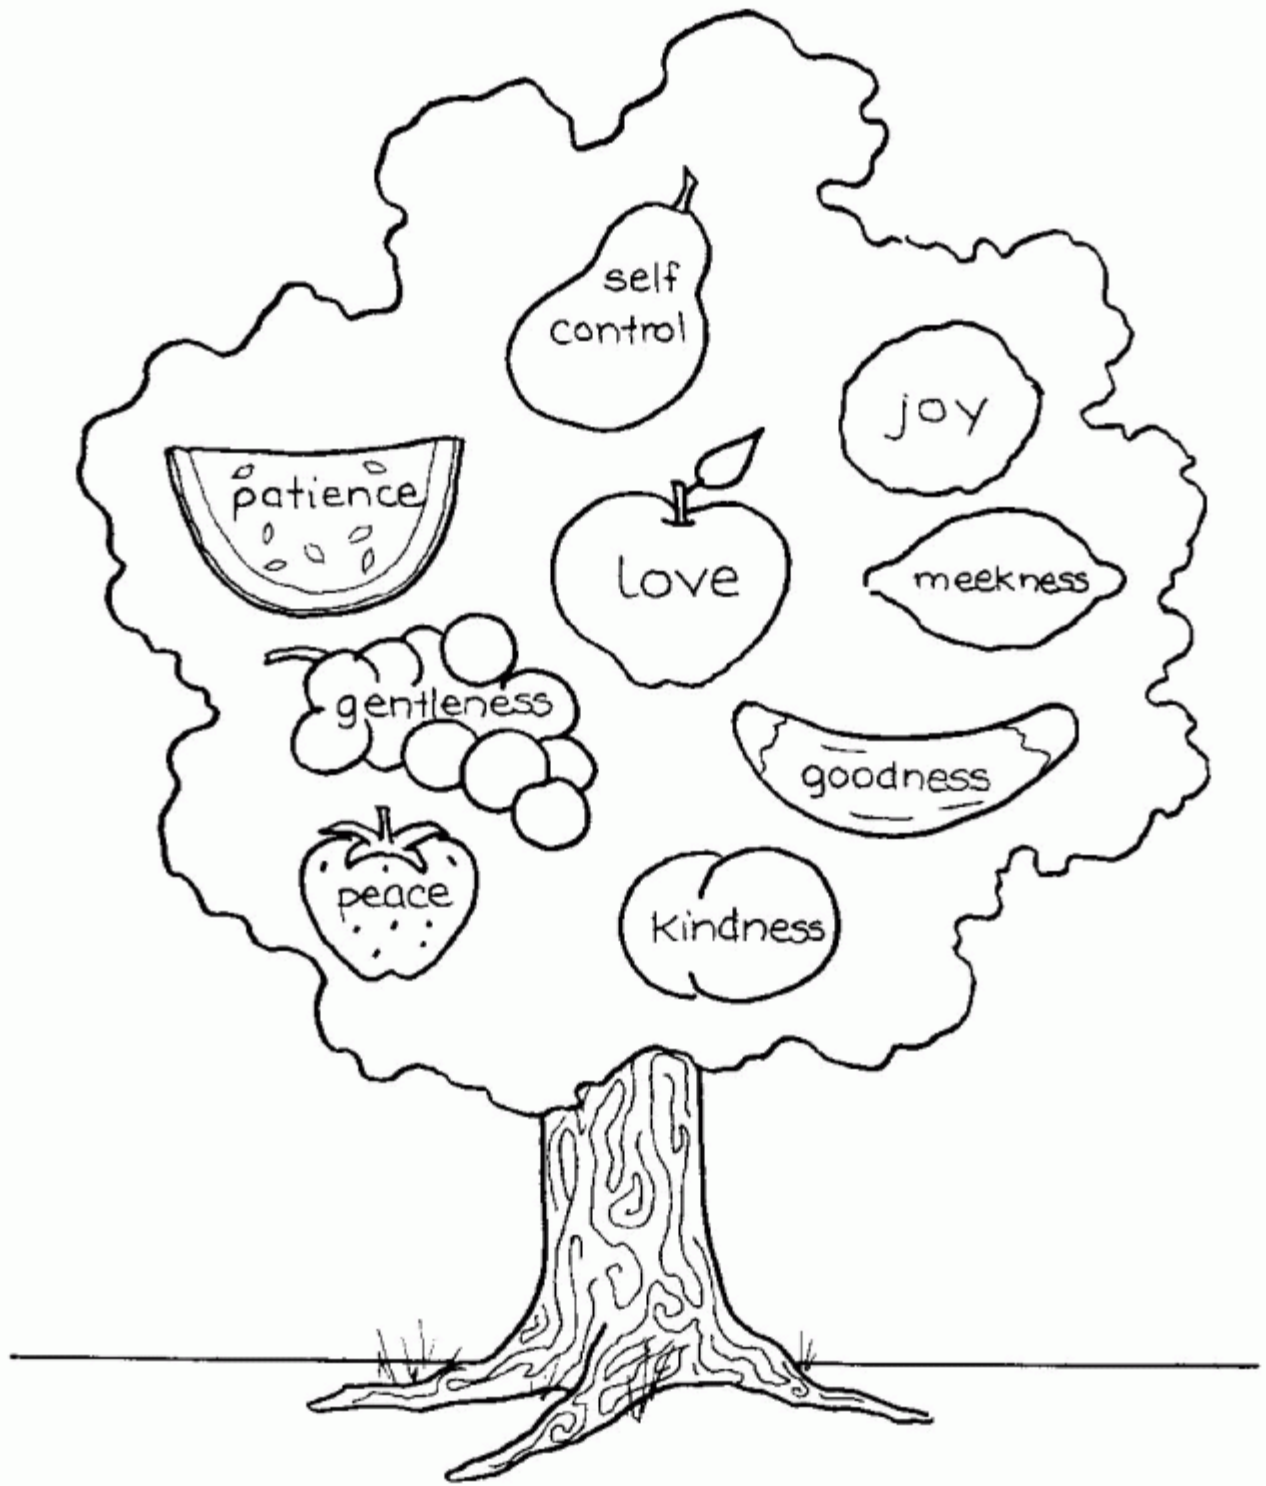 self
control
joy
patience
love
meekness
gentleness
goodness
peace
kindness